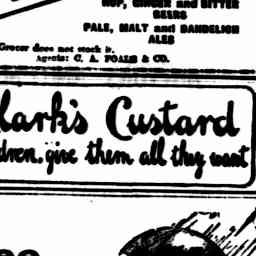 HOP, GINGER and BITTER
BEERS
PALE, MALT and DANDELION
ALES
Grocer does not stock it.
Agents: C. A. FOALE & CO.
lark's Custard
dren. give them all they want